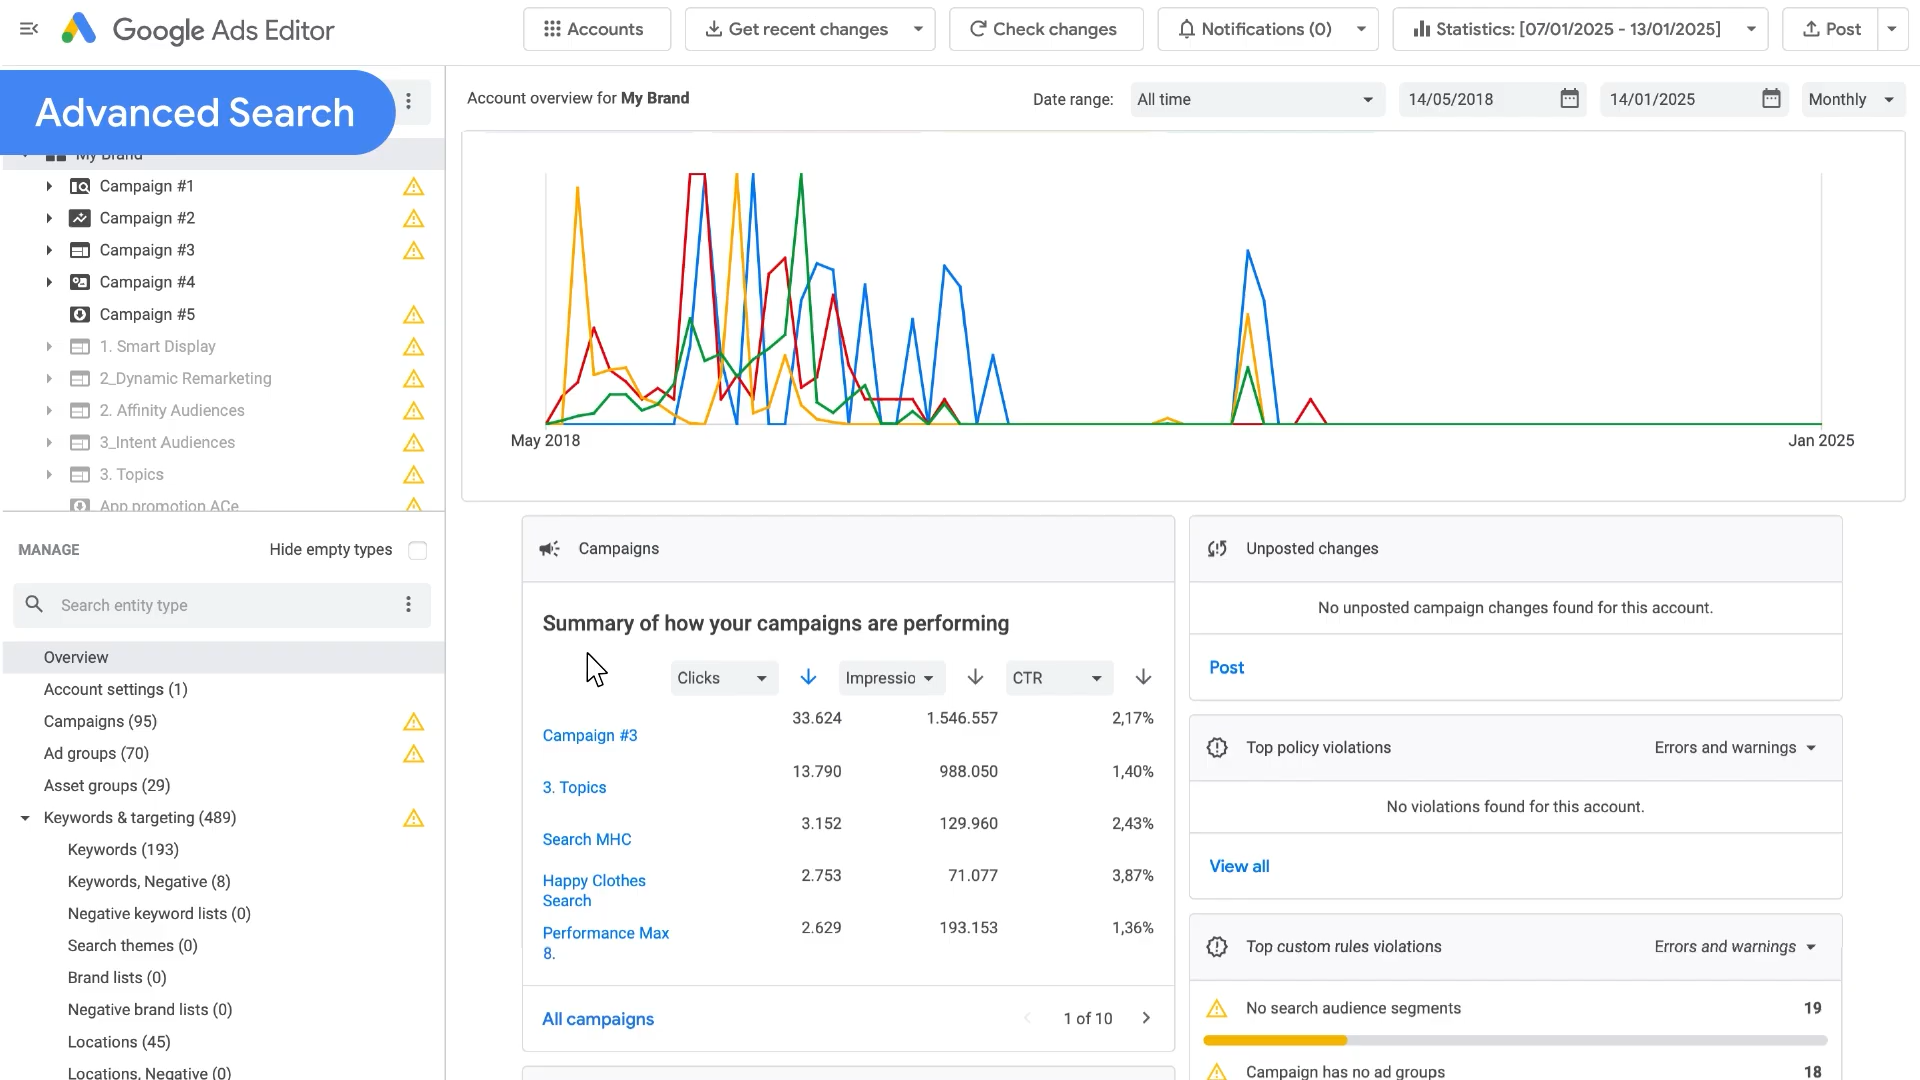 Google Ads Editor
Accounts
Get recent changes
Check changes
Notifications (0)
Statistics: [07/01/2025 - 13/01/2025]
Post
Advanced Search
Account overview for My Brand
Date range:
All time
14/05/2018
14/01/2025
Monthly
My Brand
Campaign #1
Campaign #2
Campaign #3
Campaign #4
Campaign #5
1. Smart Display
2_Dynamic Remarketing
2. Affinity Audiences
3_Intent Audiences
3. Topics
App promotion ACe
May 2018
Jan 2025
MANAGE
Hide empty types
Search entity type
Overview
Account settings (1)
Campaigns (95)
Ad groups (70)
Asset groups (29)
Keywords & targeting (489)
Keywords (193)
Keywords, Negative (8)
Negative keyword lists (0)
Search themes (0)
Brand lists (0)
Negative brand lists (0)
Locations (45)
Locations, Negative (0)
Campaigns
Summary of how your campaigns are performing
Clicks
Impressio
CTR
Campaign #3 33.624 1.546.557 2,17%
3. Topics 13.790 988.050 1,40%
Search MHC 3.152 129.960 2,43%
Happy Clothes 2.753 71.077 3,87%
Search
Performance Max 2.629 193.153 1,36%
8.
All campaigns
1 of 10
Unposted changes
No unposted campaign changes found for this account.
Post
Top policy violations
Errors and warnings
No violations found for this account.
View all
Top custom rules violations
Errors and warnings
No search audience segments 19
Campaign has no ad groups 18